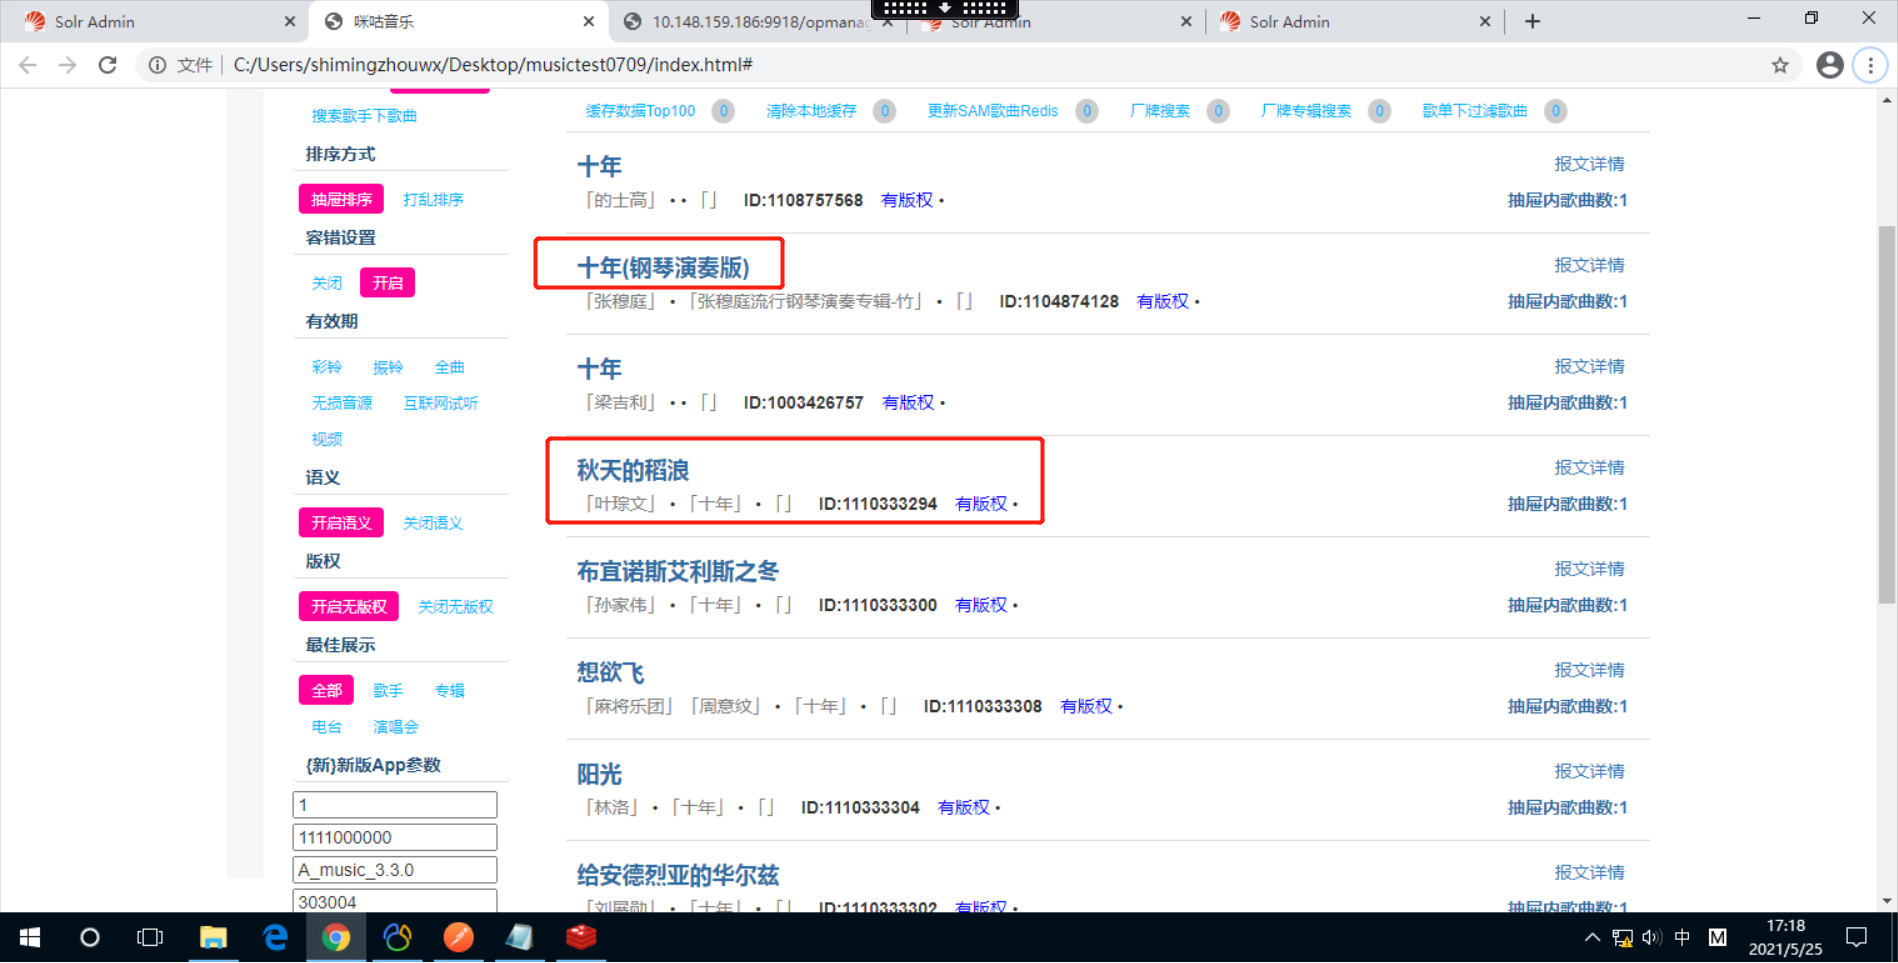 Solr Admin
咪咕音乐
10.148.159.186:9918/opmanag
Solr Admin
Solr Admin
文件
C:/Users/shimingzhouwx/Desktop/musictest0709/index.html#
搜索歌手下歌曲
排序方式
抽屉排序 打乱排序
容错设置
关闭 开启
有效期
彩铃 振铃 全曲
无损音源 互联网试听
视频
语义
开启语义 关闭语义
版权
开启无版权 关闭无版权
最佳展示
全部 歌手 专辑
电台 演唱会
{新}新版App参数
1
1111000000
A_music_3.3.0
303004
缓存数据Top100 0 清除本地缓存 0 更新SAM歌曲Redis 0 厂牌搜索 0 厂牌专辑搜索 0 歌单下过滤歌曲 0
十年 报文详情
「的士高」 • • 「」 ID:1108757568 有版权 • 抽屉内歌曲数:1
十年(钢琴演奏版) 报文详情
「张穆庭」 • 「张穆庭流行钢琴演奏专辑-竹」 • 「」 ID:1104874128 有版权 • 抽屉内歌曲数:1
十年 报文详情
「梁吉利」 • • 「」 ID:1003426757 有版权 • 抽屉内歌曲数:1
秋天的稻浪 报文详情
「叶琮文」 • 「十年」 • 「」 ID:1110333294 有版权 • 抽屉内歌曲数:1
布宜诺斯艾利斯之冬 报文详情
「孙家伟」 • 「十年」 • 「」 ID:1110333300 有版权 • 抽屉内歌曲数:1
想欲飞 报文详情
「麻将乐团」 「周意纹」 • 「十年」 • 「」 ID:1110333308 有版权 • 抽屉内歌曲数:1
阳光 报文详情
「林洛」 • 「十年」 • 「」 ID:1110333304 有版权 • 抽屉内歌曲数:1
给安德烈亚的华尔兹 报文详情
「刘展勋」 • 「十年」 • 「」 ID:1110333302 有版权 • 抽屉内歌曲数:1
中
M
17:18
2021/5/25